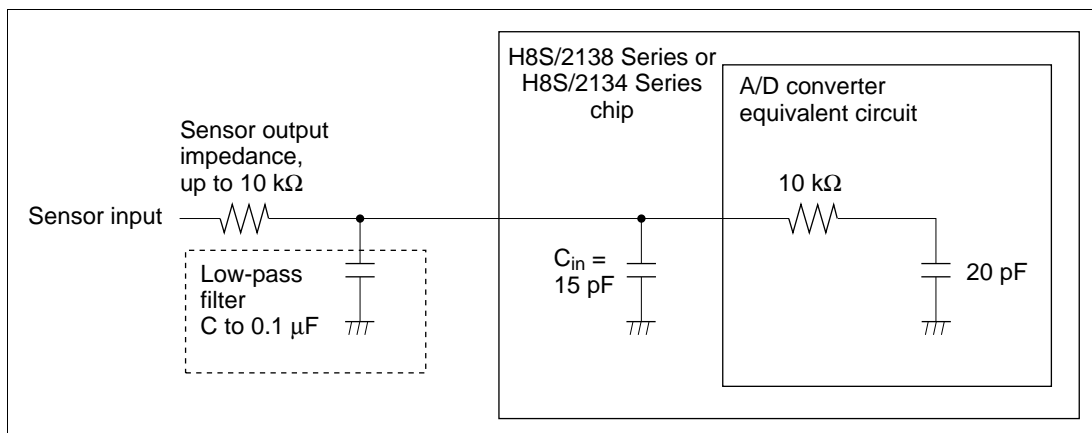 H8S/2138 Series or
H8S/2134 Series
chip
A/D converter
equivalent circuit
Sensor output
impedance,
up to 10 kΩ
10 kΩ
Sensor input
Low-pass
filter
C to 0.1 μF
Cin =
15 pF
20 pF